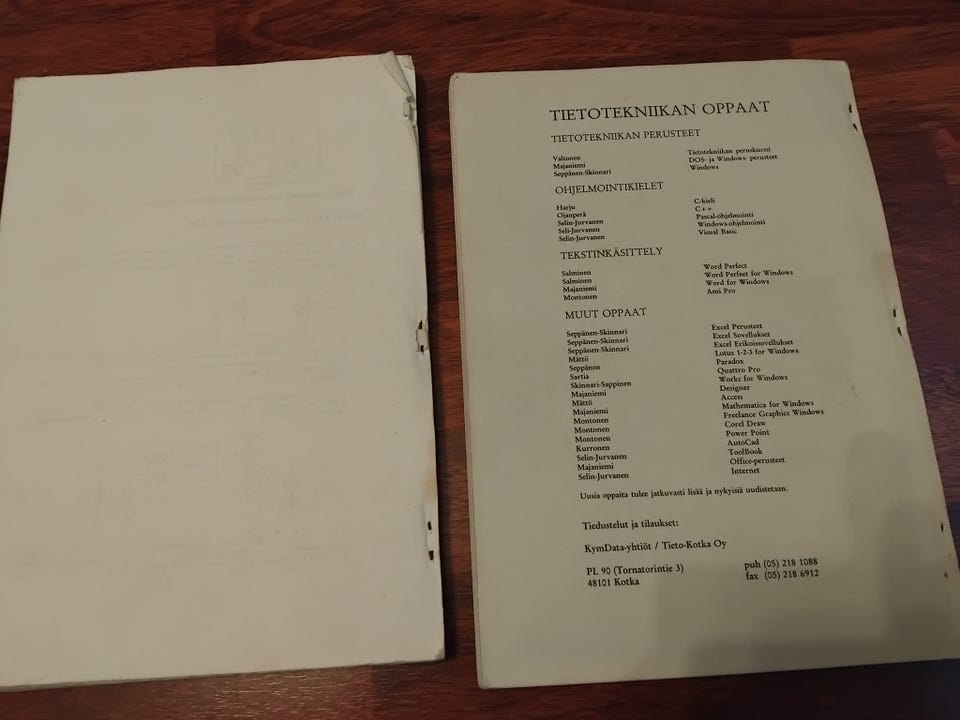 TIETOTEKNIIKAN OPPAAT
TIETOTEKNIIKAN PERUSTEET
Valtonen Tietotekniikan peruskurssi
Majaniemi DOS- ja Windows- perusteet
Seppänen-Skinnari Windows
OHJELMOINTIKIELET
Harju C-kieli
Ojanperä C++
Selin-Jurvanen Pascal-ohjelmointi
Seli-Jurvanen Windows-ohjelmointi
Selin-Jurvanen Visual Basic
TEKSTINKÄSITTELY
Salminen Word Perfect
Salminen Word Perfect for Windows
Majaniemi Word for Windows
Montonen Ami Pro
MUUT OPPAAT
Seppänen-Skinnari Excel Perusteet
Seppänen-Skinnari Excel Sovellukset
Seppänen-Skinnari Excel Erikoissovellukset
Mättö Lotus 1-2-3 for Windows
Seppänen Paradox
Sartia Quattro Pro
Skinnari-Sappinen Works for Windows
Majaniemi Designer
Mättö Access
Majaniemi Mathematica for Windows
Montonen Freelance Graphics Windows
Montonen Corel Draw
Montonen Power Point
Kurronen AutoCad
Selin-Jurvanen ToolBook
Majaniemi Office-perusteet
Selin-Jurvanen Internet
Uusia oppaita tulee jatkuvasti lisää ja nykyisiä uudistetaan.
Tiedustelut ja tilaukset:
KymData-yhtiöt / Tieto-Kotka Oy
PL 90 (Tornatorintie 3) puh (05) 218 1088
48101 Kotka fax (05) 218 6912